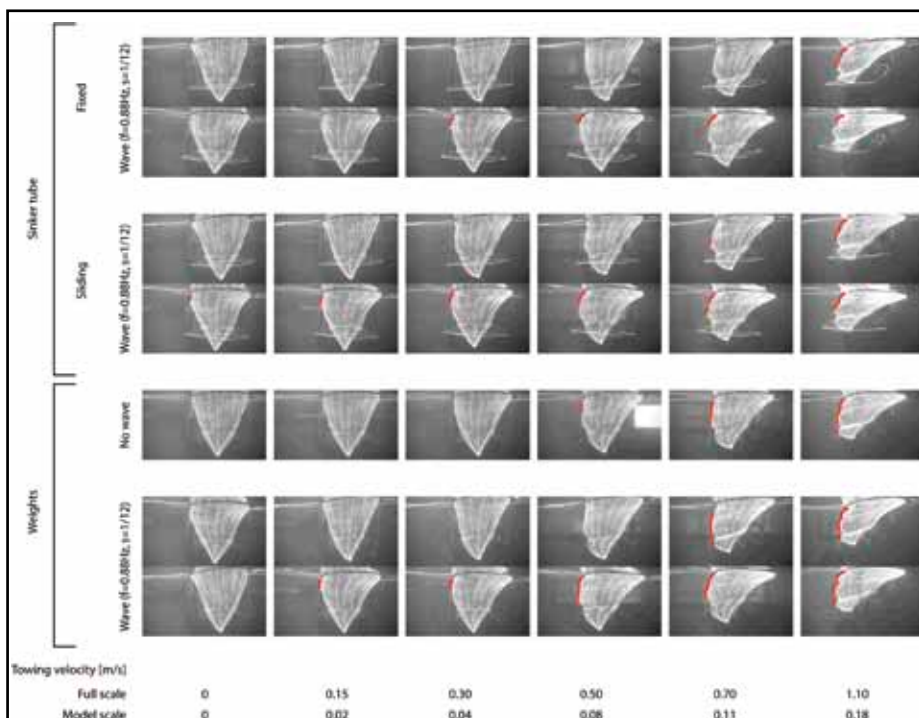 Sinker tube
Fixed
Wave (f=0.88Hz, s=1/12)
Sliding
Wave (f=0.88Hz, s=1/12)
Weights
No wave
Wave (f=0.88Hz, s=1/12)
Towing velocity [m/s]
Full scale 0 0.15 0.30 0.50 0.70 1.10
Model scale 0 0.02 0.04 0.08 0.11 0.18